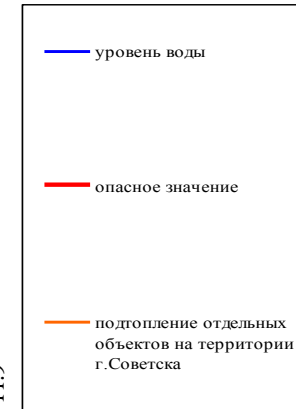 уровень воды
опасное значение
подтопление отдельных
объектов на территории
г.Советска